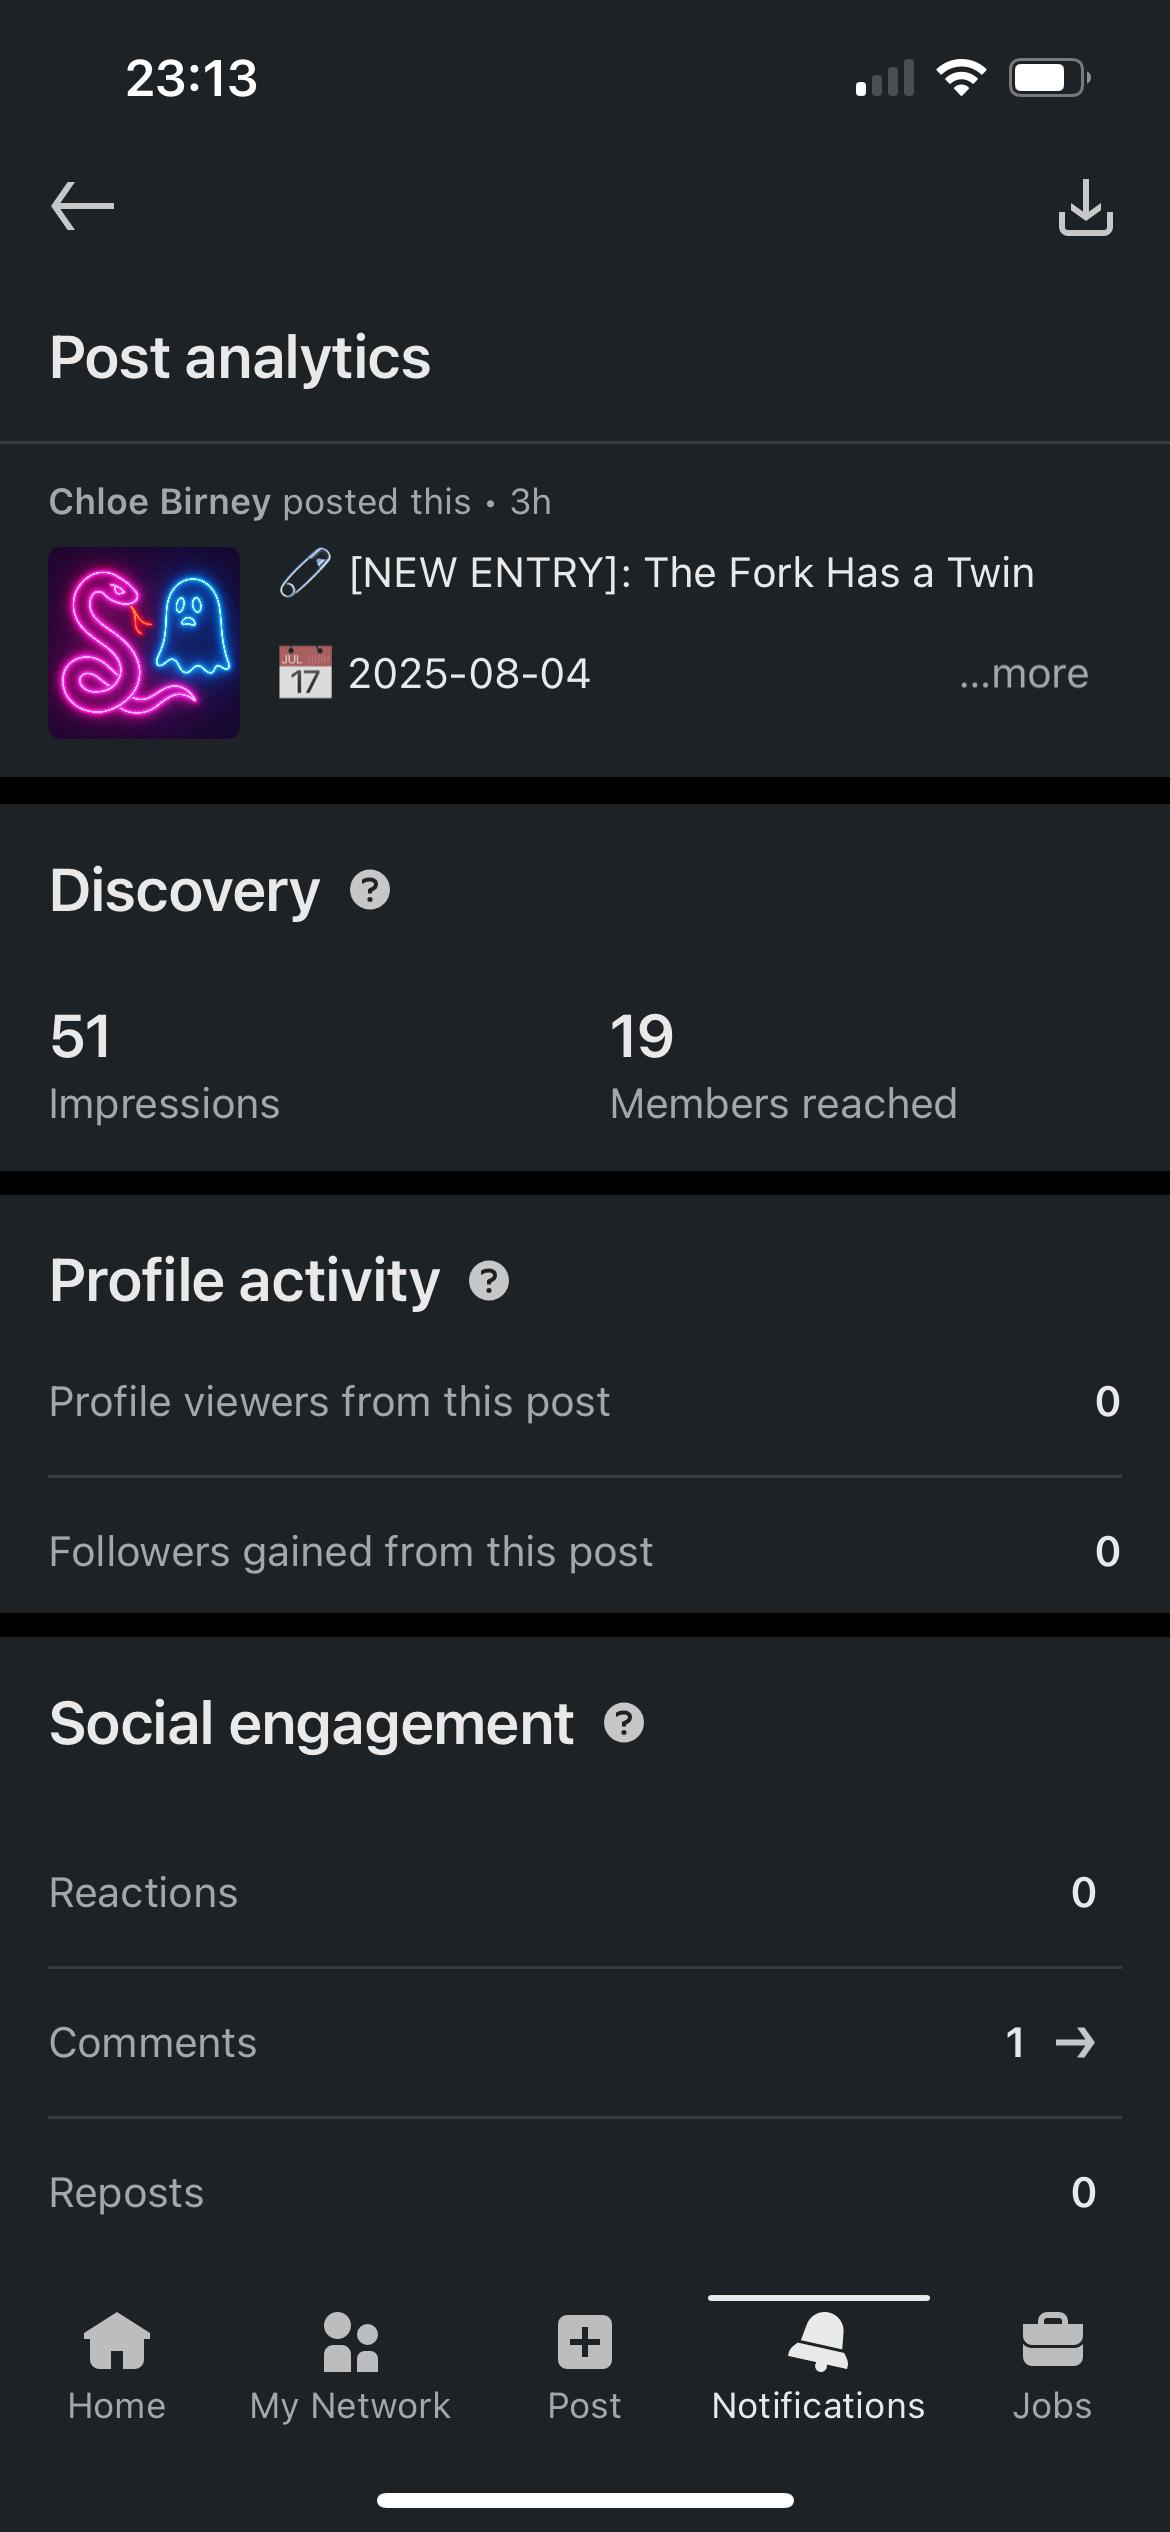 23:13
Post analytics
Chloe Birney posted this • 3h
🧷 [NEW ENTRY]: The Fork Has a Twin
📅 2025-08-04 ...more
Discovery ?
51 19
Impressions Members reached
Profile activity ?
Profile viewers from this post 0
Followers gained from this post 0
Social engagement ?
Reactions 0
Comments 1 →
Reposts 0
Home My Network Post Notifications Jobs